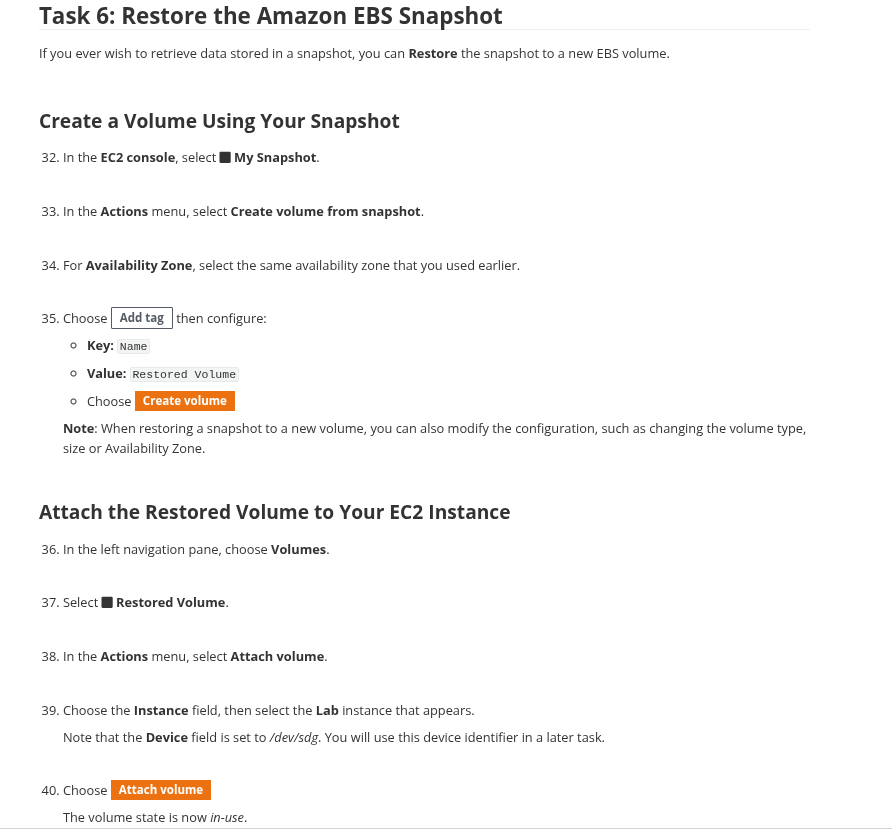 Task 6: Restore the Amazon EBS Snapshot
If you ever wish to retrieve data stored in a snapshot, you can Restore the snapshot to a new EBS volume.
Create a Volume Using Your Snapshot
32. In the EC2 console, select My Snapshot.
33. In the Actions menu, select Create volume from snapshot.
34. For Availability Zone, select the same availability zone that you used earlier.
35. Choose Add tag then configure:
Key: Name
Value: Restored Volume
Choose Create volume
Note: When restoring a snapshot to a new volume, you can also modify the configuration, such as changing the volume type,
size or Availability Zone.
Attach the Restored Volume to Your EC2 Instance
36. In the left navigation pane, choose Volumes.
37. Select Restored Volume.
38. In the Actions menu, select Attach volume.
39. Choose the Instance field, then select the Lab instance that appears.
Note that the Device field is set to /dev/sdg. You will use this device identifier in a later task.
40. Choose Attach volume
The volume state is now in-use.